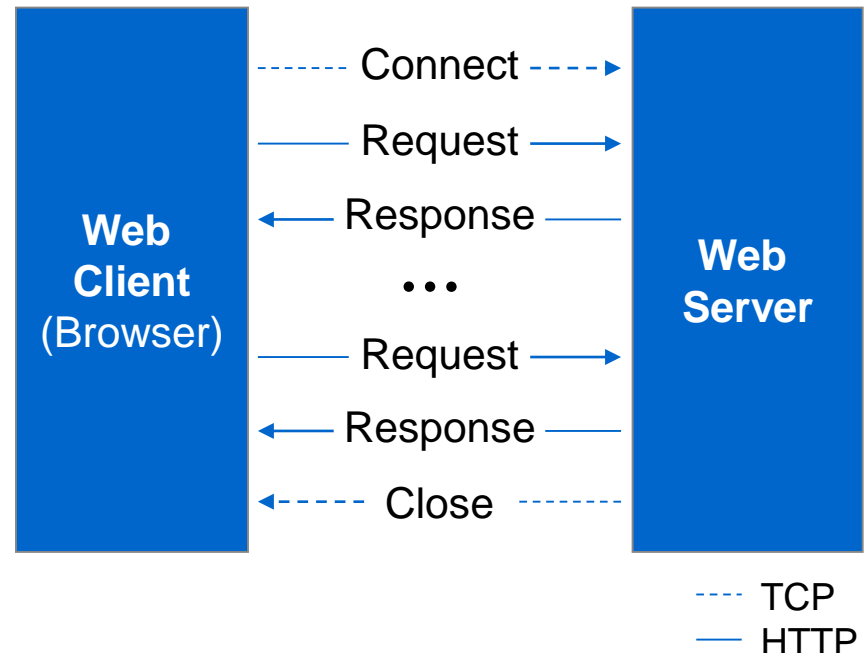 Connect
Request
Response
Web
Client
(Browser)
...
Web
Server
Request
Response
Close
TCP
HTTP